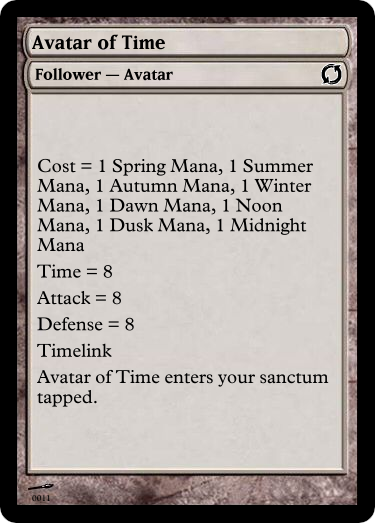 Avatar of Time
Follower — Avatar
Cost = 1 Spring Mana, 1 Summer
Mana, 1 Autumn Mana, 1 Winter
Mana, 1 Dawn Mana, 1 Noon
Mana, 1 Dusk Mana, 1 Midnight
Mana
Time = 8
Attack = 8
Defense = 8
Timelink
Avatar of Time enters your sanctum
tapped.
0011